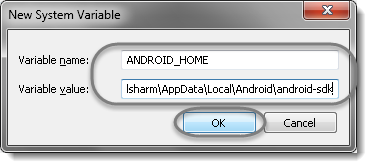 New System Variable
Variable name: ANDROID_HOME
Variable value: lsharm\AppData\Local\Android\android-sdk
OK Cancel